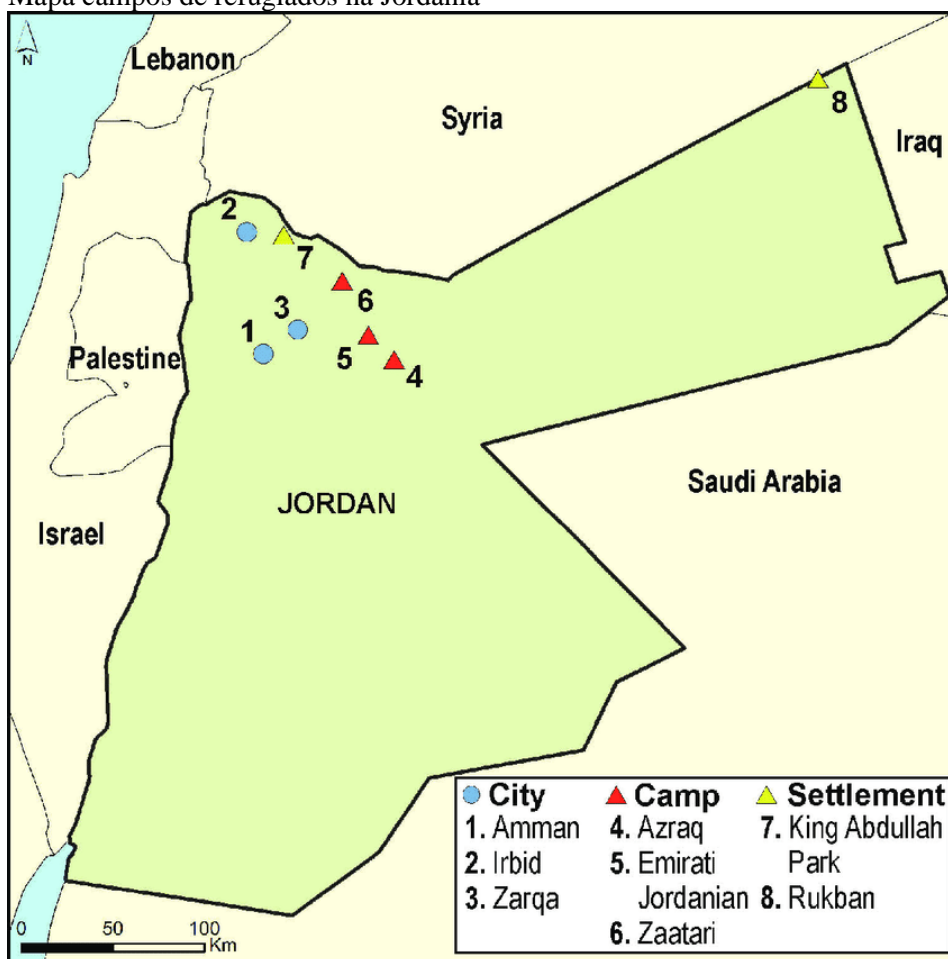 Mapa campos de refugiados na Jordânia
N
Lebanon
Syria
8
Iraq
2
7
6
3
1
5
4
Palestine
Saudi Arabia
JORDAN
Israel
City
1. Amman
2. Irbid
3. Zarqa
Camp
4. Azraq
5. Emirati
Jordanian
6. Zaatari
Settlement
7. King Abdullah
Park
8. Rukban
0 50 100
Km